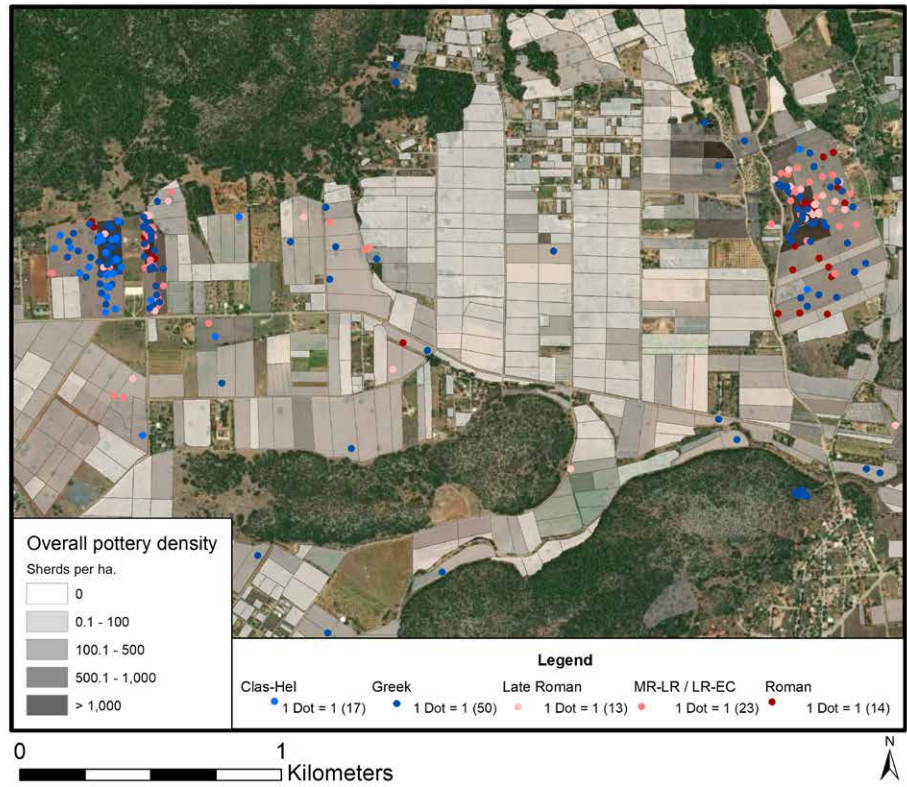 Overall pottery density
Sherds per ha.
0
0.1 - 100
100.1 - 500
500.1 - 1,000
> 1,000
Legend
Clas-Hel Greek Late Roman MR-LR / LR-EC Roman
1 Dot = 1 (17) 1 Dot = 1 (50) 1 Dot = 1 (13) 1 Dot = 1 (23) 1 Dot = 1 (14)
0 1
Kilometers
N